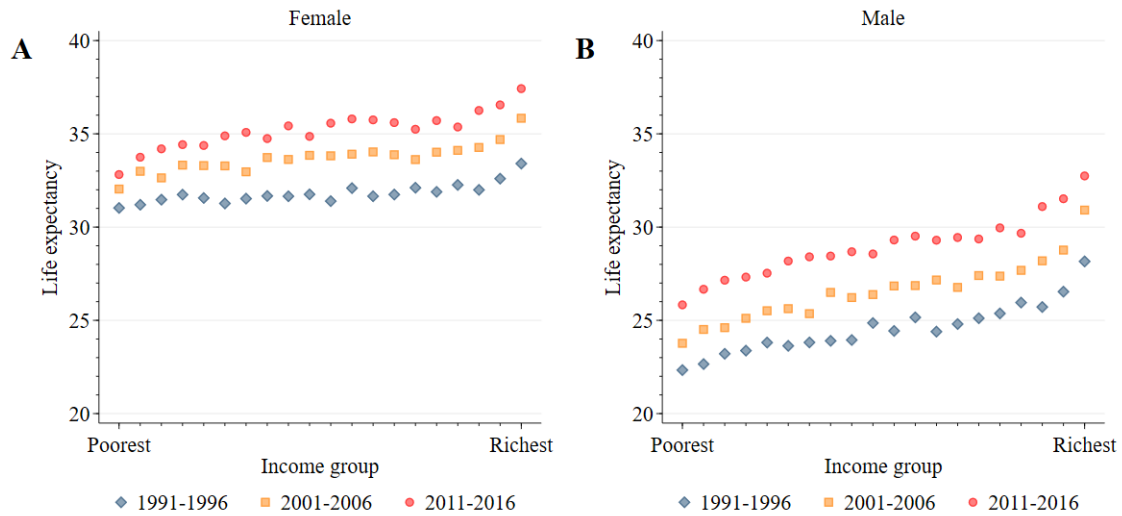 Female
A
40
35
30
25
20
Life expectancy
Poorest
Richest
Income group
1991-1996 2001-2006 2011-2016
Male
B
40
35
30
25
20
Life expectancy
Poorest
Richest
Income group
1991-1996 2001-2006 2011-2016